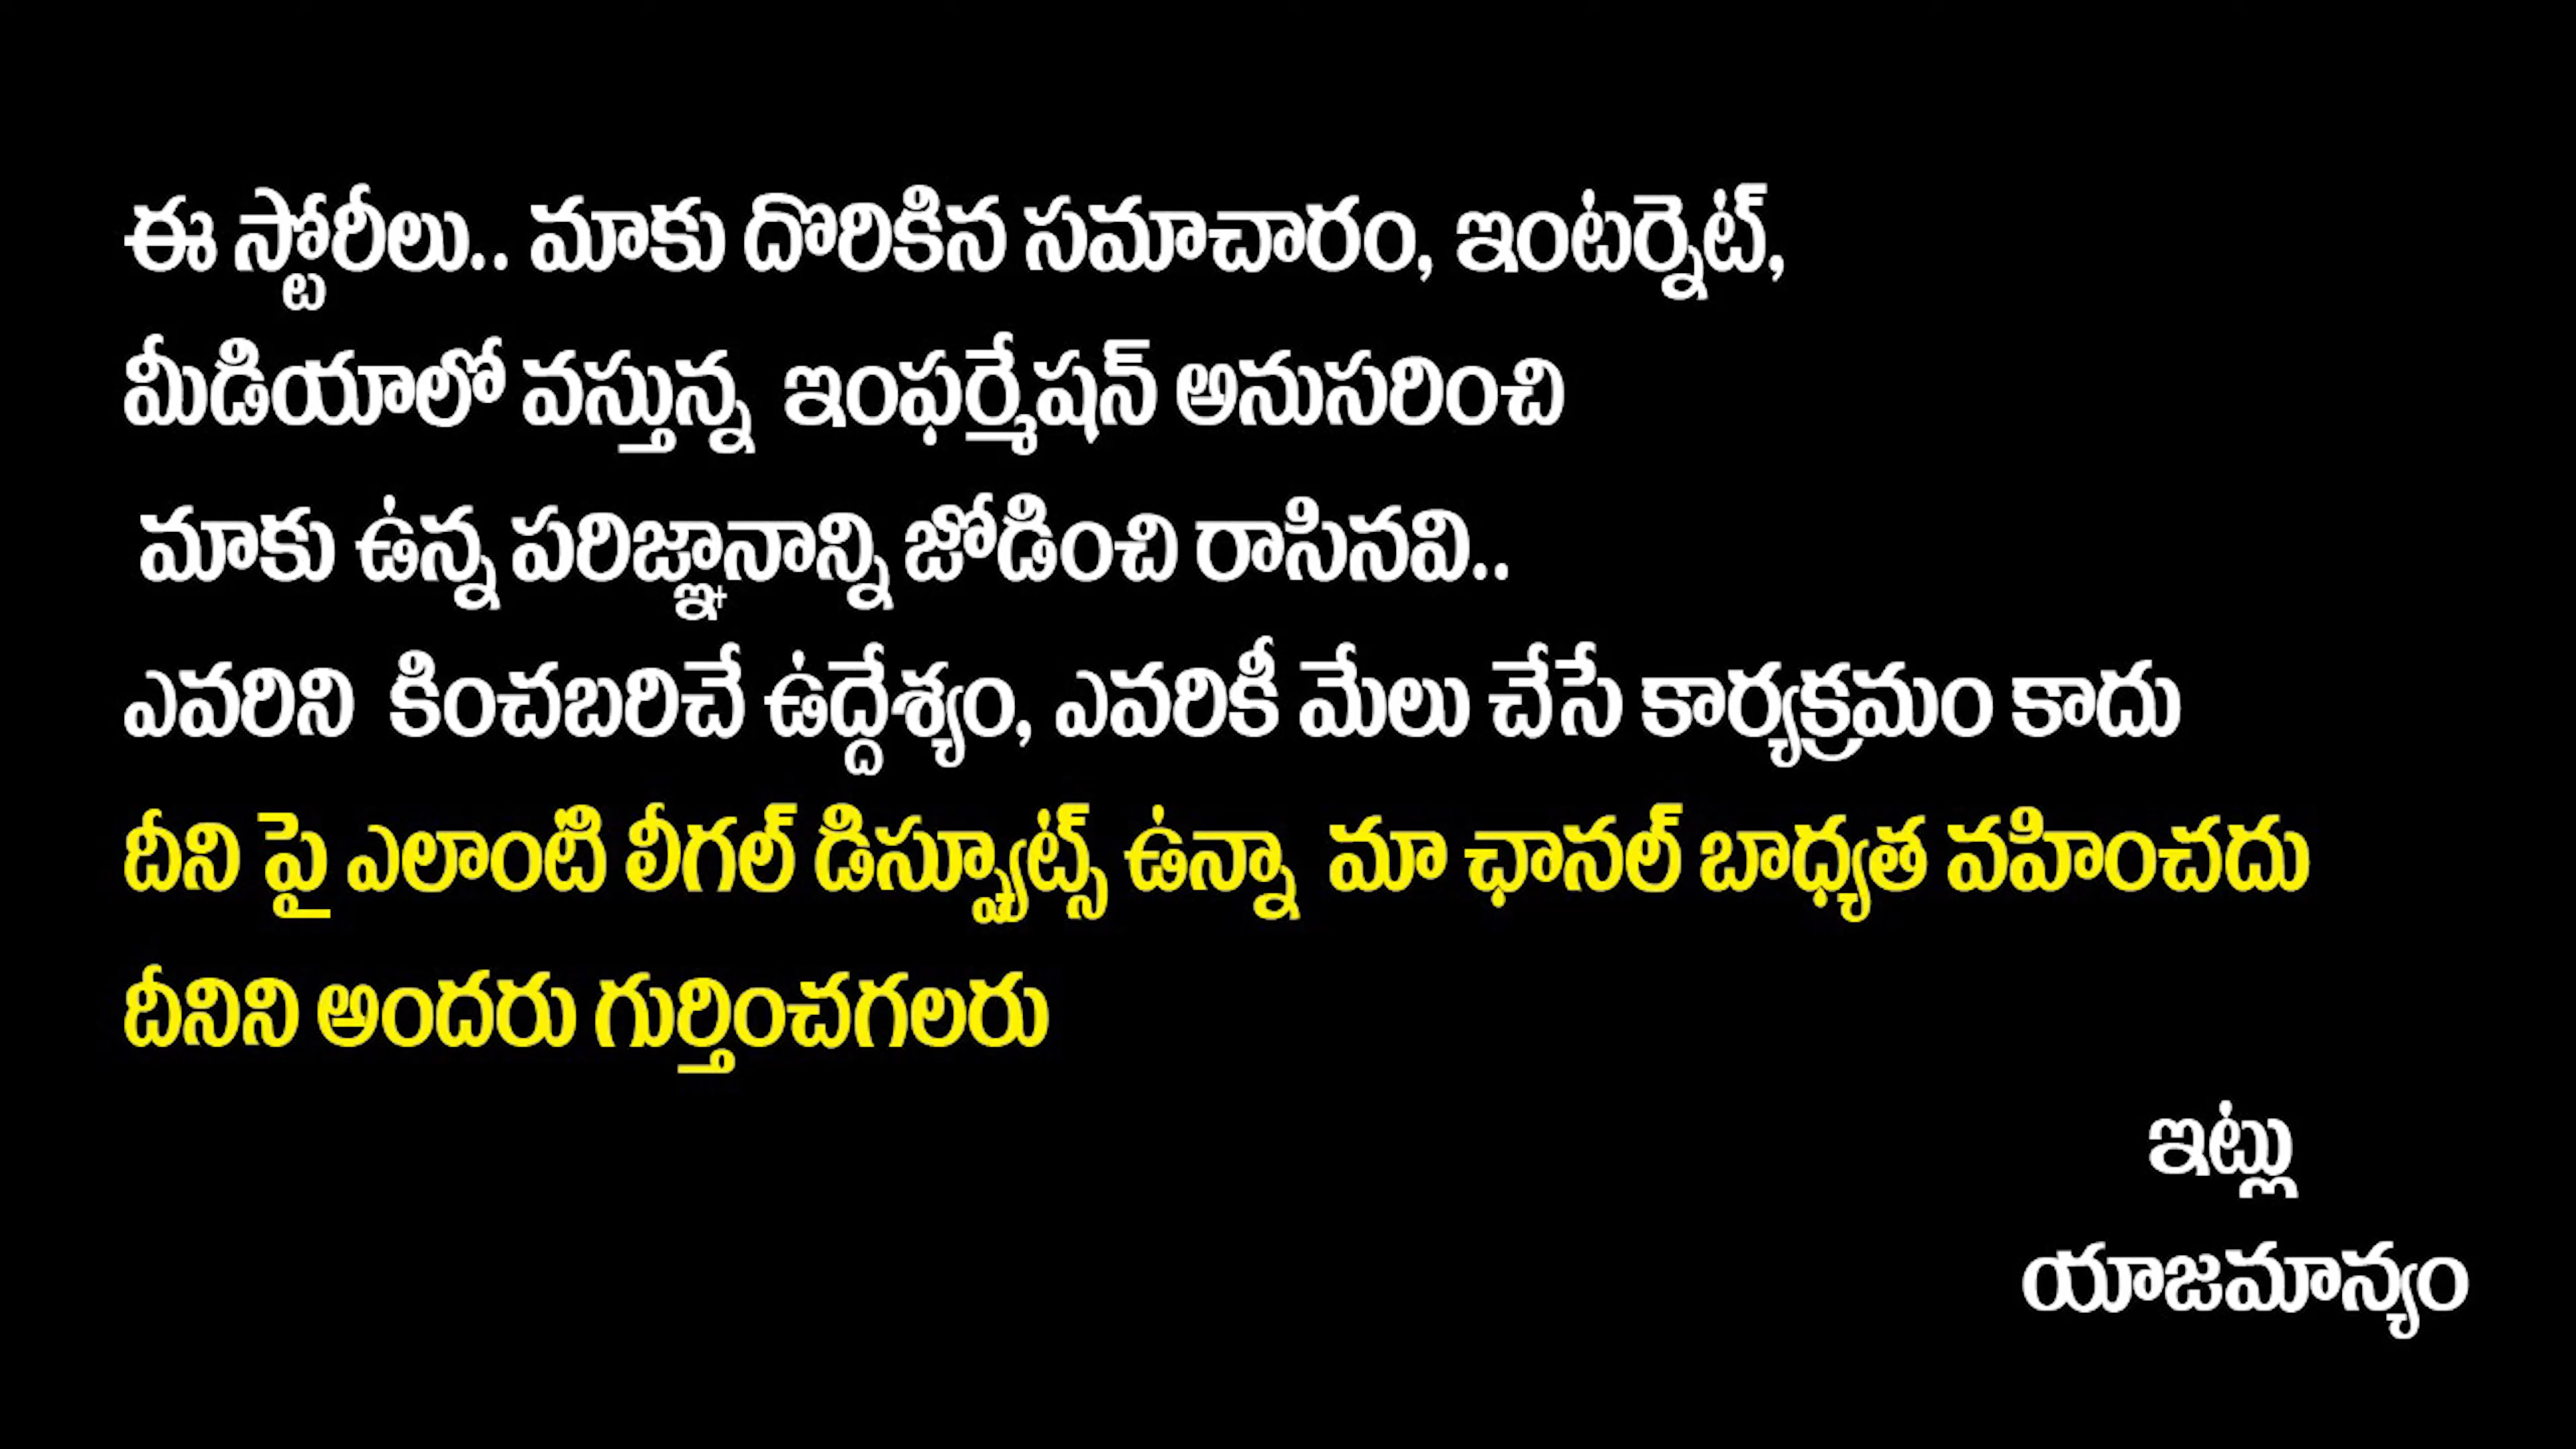 ఈ స్టోరీలు.. మాకు దొరికిన సమాచారం, ఇంటర్నెట్,
మీడియాలో వస్తున్న ఇంఫర్మేషన్ అనుసరించి
మాకు ఉన్న పరిజ్ఞానాన్ని జోడించి రాసినవి..
ఎవరిని కించబరిచే ఉద్దేశ్యం, ఎవరికీ మేలు చేసే కార్యక్రమం కాదు
దీని పై ఎలాంటి లీగల్ డిస్ప్యూట్స్ ఉన్నా మా ఛానల్ బాధ్యత వహించదు
దీనిని అందరు గుర్తించగలరు
ఇట్లు
యాజమాన్యం